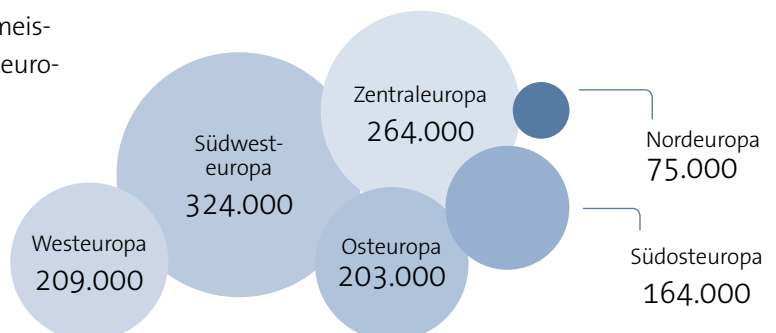 meis-
euro-
Zentraleuropa
264.000
Südwest-
europa
324.000
Nordeuropa
75.000
Westeuropa
209.000
Osteuropa
203.000
Südosteuropa
164.000